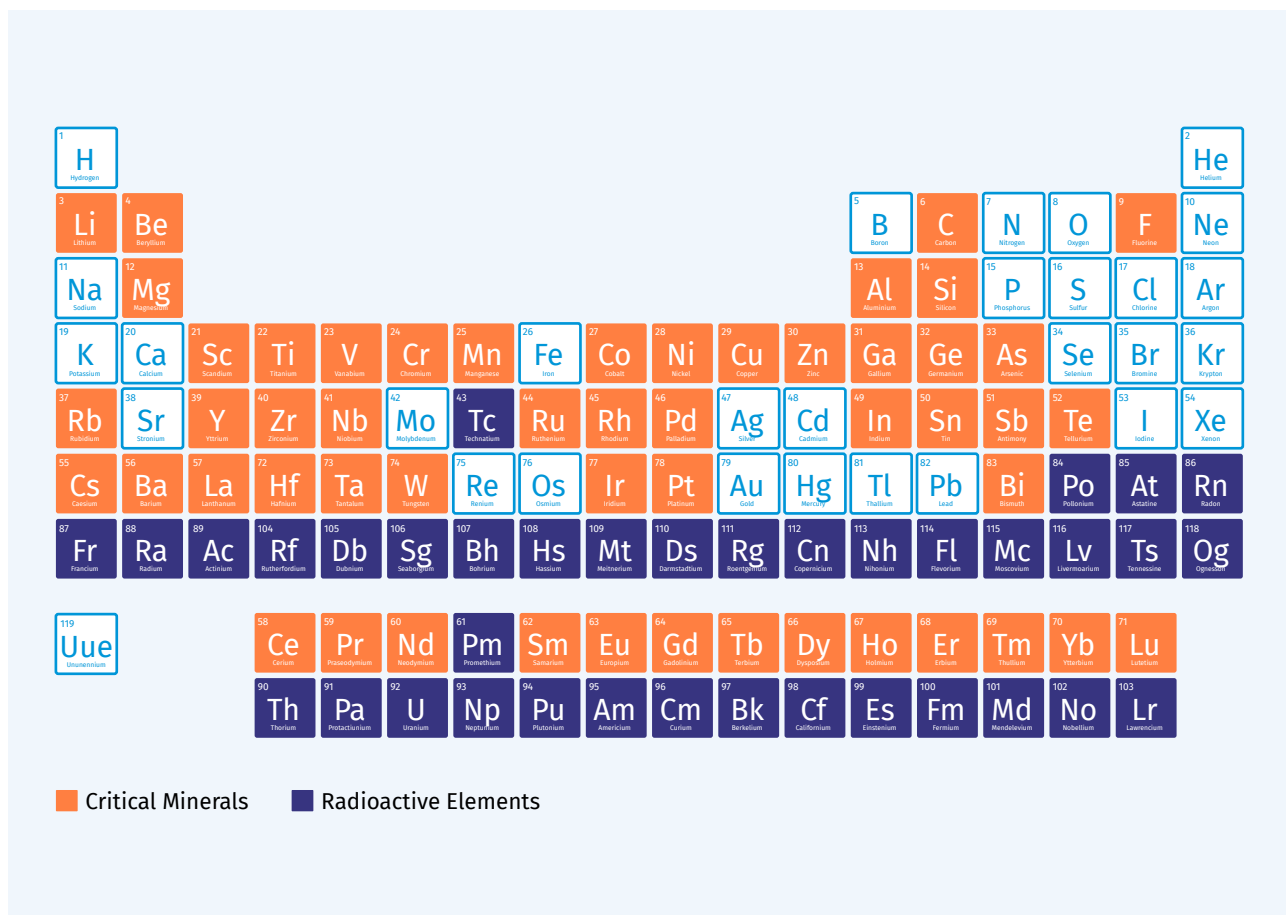 1 2
H He
Hydrogen Helium
3 4 5 6 7 8 9 10
Li Be B C N O F Ne
Lithium Beryllium Boron Carbon Nitrogen Oxygen Fluorine Neon
11 12 13 14 15 16 17 18
Na Mg Al Si P S Cl Ar
Sodium Magnesium Aluminium Silicon Phosphorus Sulfur Chlorine Argon
19 20 21 22 23 24 25 26 27 28 29 30 31 32 33 34 35 36
K Ca Sc Ti V Cr Mn Fe Co Ni Cu Zn Ga Ge As Se Br Kr
Potassium Calcium Scandium Titanium Vanabium Chromium Manganese Iron Cobalt Nickel Copper Zinc Gallium Germanium Arsenic Selenium Bromine Krypton
37 38 39 40 41 42 43 44 45 46 47 48 49 50 51 52 53 54
Rb Sr Y Zr Nb Mo Tc Ru Rh Pd Ag Cd In Sn Sb Te I Xe
Rubidium Stronium Yttrium Zirconium Niobium Molybdenum Technatium Ruthenium Rhodium Palladium Silver Cadmium Indium Tin Antimony Tellurium Iodine Xenon
55 56 57 72 73 74 75 76 77 78 79 80 81 82 83 84 85 86
Cs Ba La Hf Ta W Re Os Ir Pt Au Hg Tl Pb Bi Po At Rn
Caesium Barium Lanthanum Hafnium Tantalum Tungsten Renium Osmium Iridium Platinum Gold Mercury Thallium Lead Bismuth Pollonium Astatine Radon
87 88 89 104 105 106 107 108 109 110 111 112 113 114 115 116 117 118
Fr Ra Ac Rf Db Sg Bh Hs Mt Ds Rg Cn Nh Fl Mc Lv Ts Og
Francium Radium Actinium Rutherfordium Dubnium Seaborgium Bohrium Hassium Meitnerium Darmstadtium Roentgenium Copernicium Nihonium Flevorium Moscovium Livermoarium Tennessine Ognesson
119 58 59 60 61 62 63 64 65 66 67 68 69 70 71
Uue Ce Pr Nd Pm Sm Eu Gd Tb Dy Ho Er Tm Yb Lu
Ununennium Cerium Praseodymium Neodymium Promethium Samarium Europium Gadolinium Terbium Dysposium Holmium Erbium Thullium Ytterbium Lutetium
90 91 92 93 94 95 96 97 98 99 100 101 102 103
Th Pa U Np Pu Am Cm Bk Cf Es Fm Md No Lr
Thorium Protactiunium Uranium Neptunium Plutonium Americium Curium Berkelium Californium Einstenium Fermium Mendelevium Nobellium Lawrencium
Critical Minerals Radioactive Elements